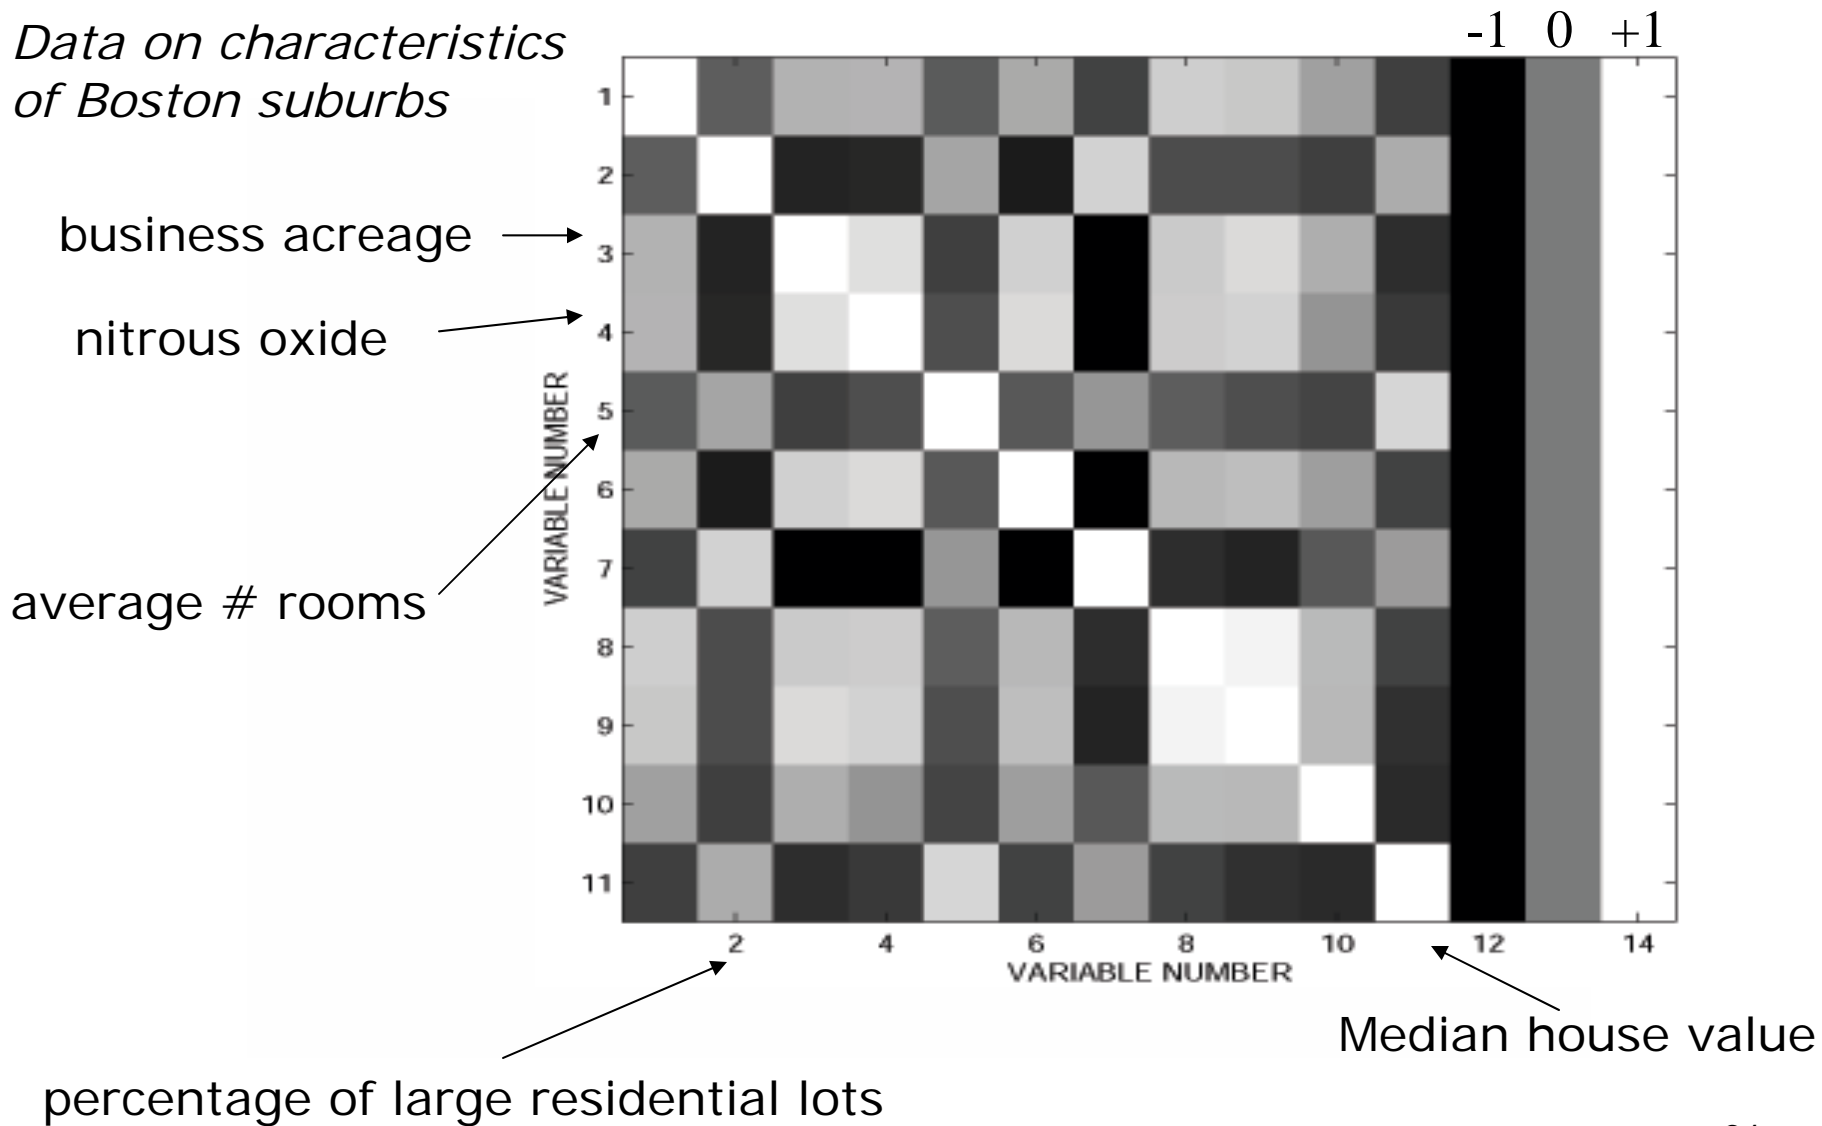 Data on characteristics
of Boston suburbs
-1 0 +1
business acreage
nitrous oxide
average # rooms
VARIABLE NUMBER
1
2
3
4
5
6
7
8
9
10
11
2 4 6 8 10 12 14
VARIABLE NUMBER
Median house value
percentage of large residential lots